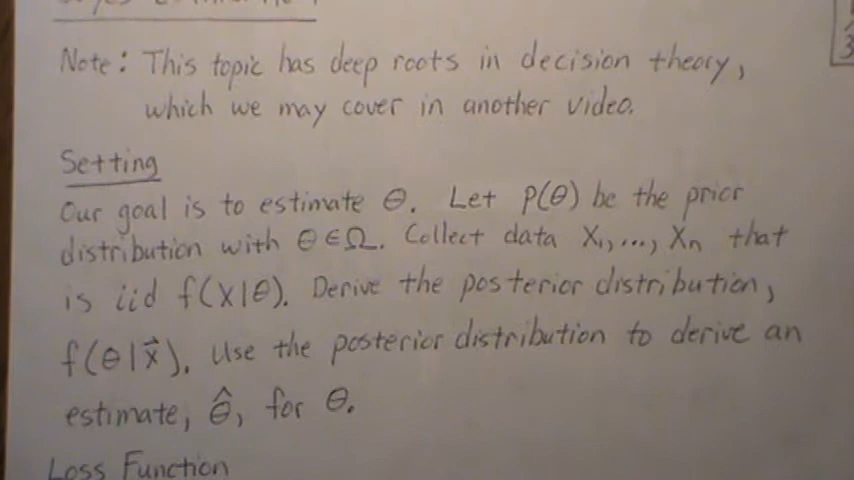 Note: This topic has deep roots in decision theory,
which we may cover in another video.
Setting
Our goal is to estimate θ. Let p(θ) be the prior
distribution with θ ∈ Ω. Collect data X₁,..., Xₙ that
is iid f(x|θ). Derive the posterior distribution,
f(θ|x⃗). Use the posterior distribution to derive an
estimate, θ̂, for θ.
Loss Function